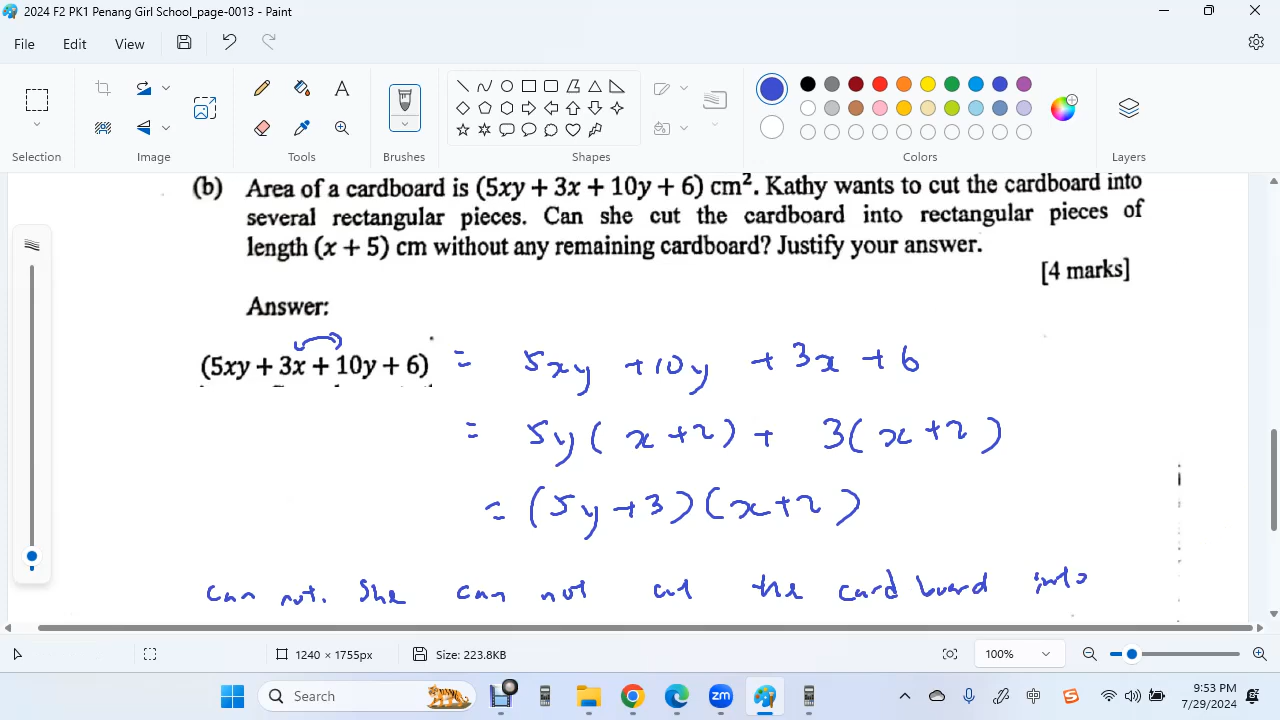 2024 F2 PK1 Penang Girl School_page-0013 - Paint
File Edit View
Selection Image Tools Brushes Shapes Colors Layers
(b) Area of a cardboard is (5xy + 3x + 10y + 6) cm². Kathy wants to cut the cardboard into
several rectangular pieces. Can she cut the cardboard into rectangular pieces of
length (x + 5) cm without any remaining cardboard? Justify your answer.
[4 marks]
Answer:
(5xy + 3x + 10y + 6) = 5xy + 10y + 3x + 6
= 5y(x+2) + 3(x+2)
= (5y+3)(x+2)
can not. She can not cut the card board into
1240 × 1755px Size: 223.8KB 100%
Search zm 中 S 9:53 PM
7/29/2024